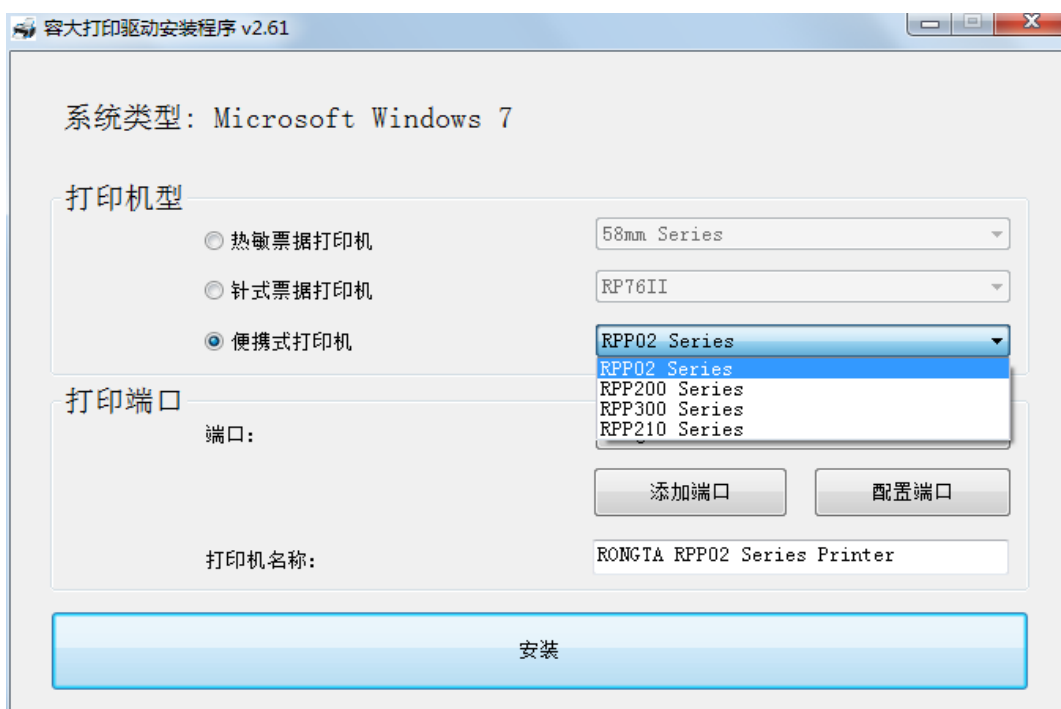 容大打印驱动安装程序 v2.61
系统类型: Microsoft Windows 7
打印机型
热敏票据打印机
58mm Series
针式票据打印机
RP76II
便携式打印机
RPP02 Series
RPP02 Series
RPP200 Series
RPP300 Series
RPP210 Series
打印端口
端口:
添加端口
配置端口
打印机名称:
RONGTA RPP02 Series Printer
安装